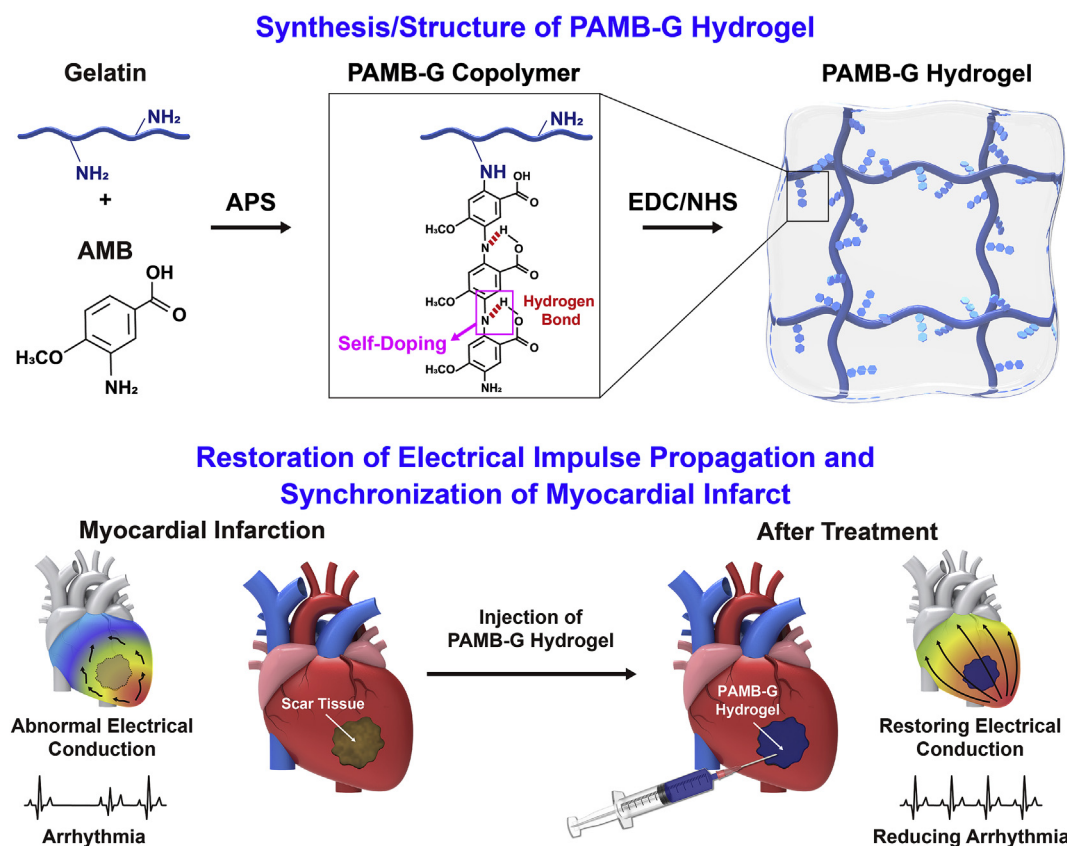 Synthesis/Structure of PAMB-G Hydrogel
Gelatin
NH₂
NH₂
+
AMB
OH
O
H₃CO
NH₂
APS
PAMB-G Copolymer
NH₂
NH
OH
O
H₃CO
H
N
O
O
H₃CO
H
N
O
O
H₃CO
NH₂
Hydrogen
Bond
Self-Doping
EDC/NHS
PAMB-G Hydrogel
Restoration of Electrical Impulse Propagation and
Synchronization of Myocardial Infarct
Myocardial Infarction
Abnormal Electrical
Conduction
Arrhythmia
Scar Tissue
Injection of
PAMB-G Hydrogel
After Treatment
PAMB-G
Hydrogel
Restoring Electrical
Conduction
Reducing Arrhythmia